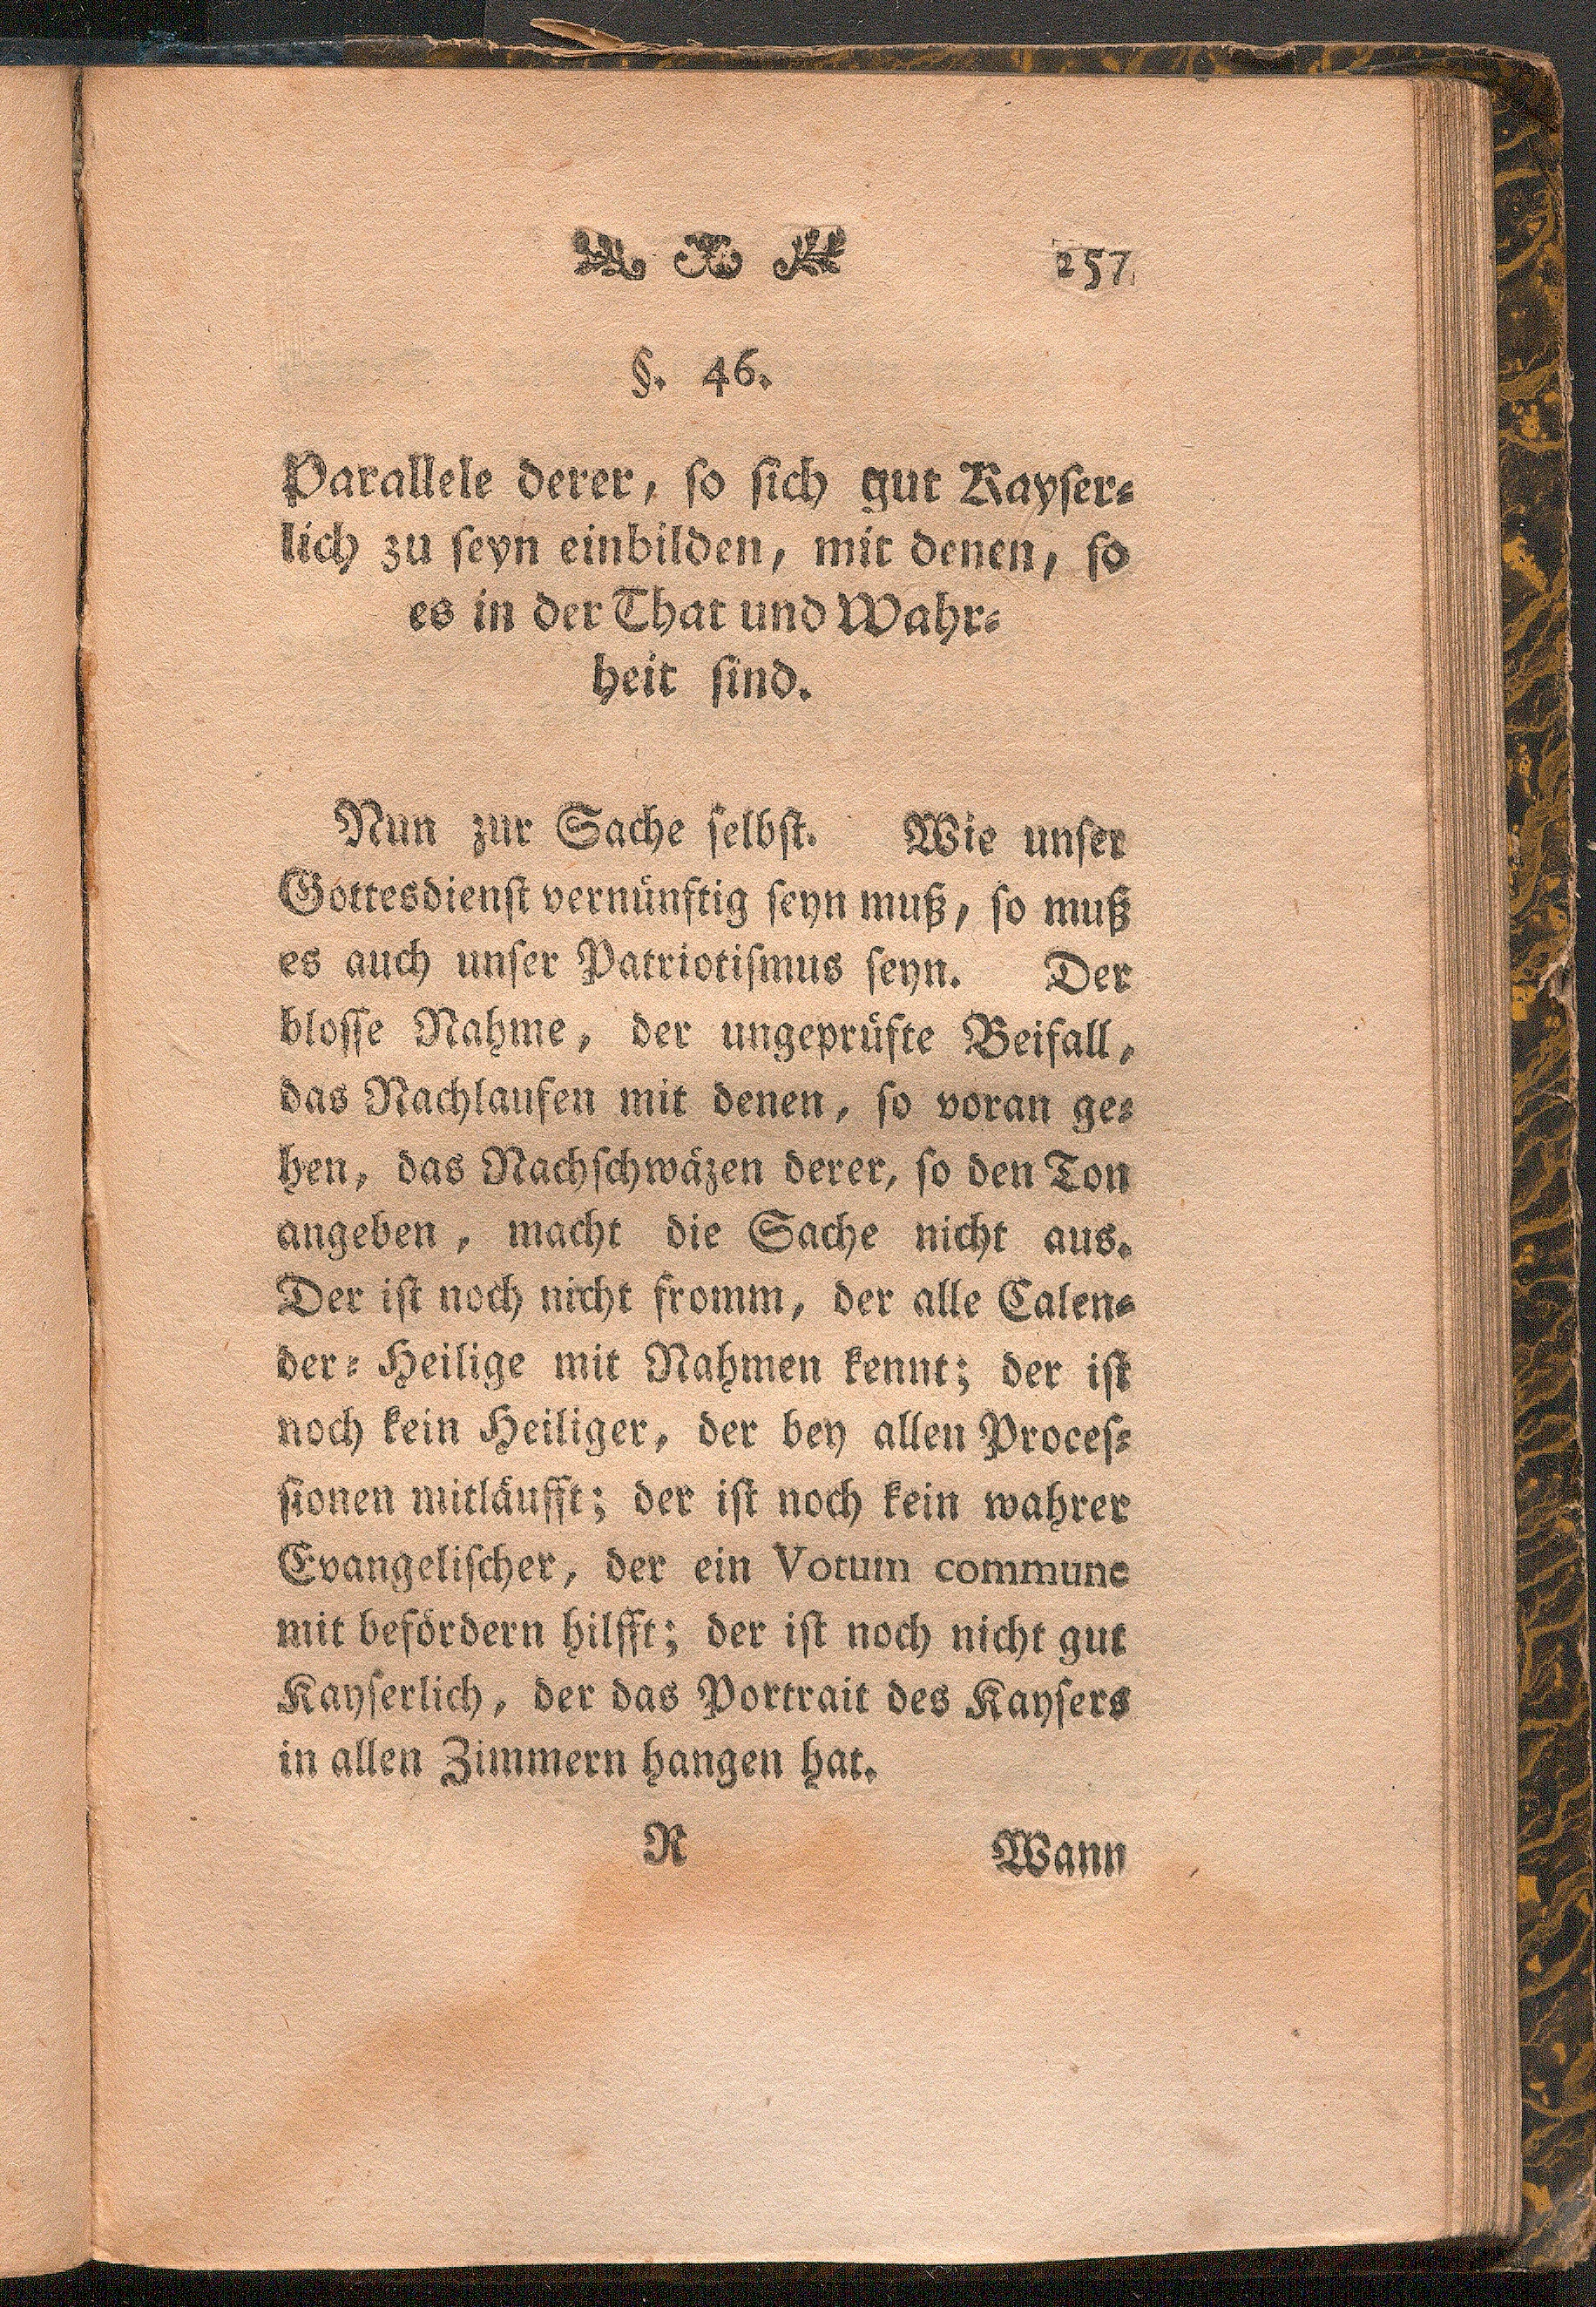 257
§. 46.
Parallele derer, ſo ſich gut Kayſer⸗
lich zu ſeyn einbilden, mit denen, ſo
es in der That und Wahr⸗
heit ſind.
Nun zur Sache ſelbſt. Wie unſer
Gottesdienſt vernünftig ſeyn muß, ſo muß
es auch unſer Patriotiſmus ſeyn. Der
bloſſe Nahme, der ungeprüfte Beifall,
das Nachlaufen mit denen, ſo voran ge⸗
hen, das Nachſchwäzen derer, ſo den Ton
angeben, macht die Sache nicht aus.
Der iſt noch nicht fromm, der alle Calen⸗
der⸗Heilige mit Nahmen kennt; der iſt
noch kein Heiliger, der bey allen Proceſ⸗
ſionen mitläufft; der iſt noch kein wahrer
Evangeliſcher, der ein Votum commune
mit befördern hilfft; der iſt noch nicht gut
Kayſerlich, der das Portrait des Kayſers
in allen Zimmern hangen hat.
R Wann